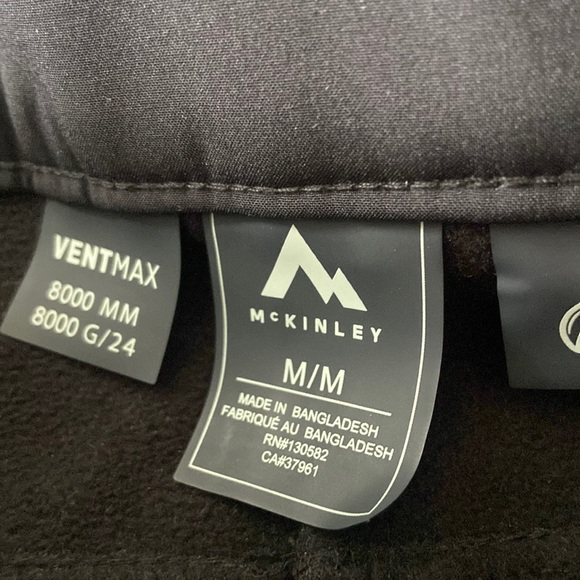 VENTMAX
8000 MM
8000 G/24
McKINLEY
M/M
MADE IN BANGLADESH
FABRIQUÉ AU BANGLADESH
RN#130582
CA#37961